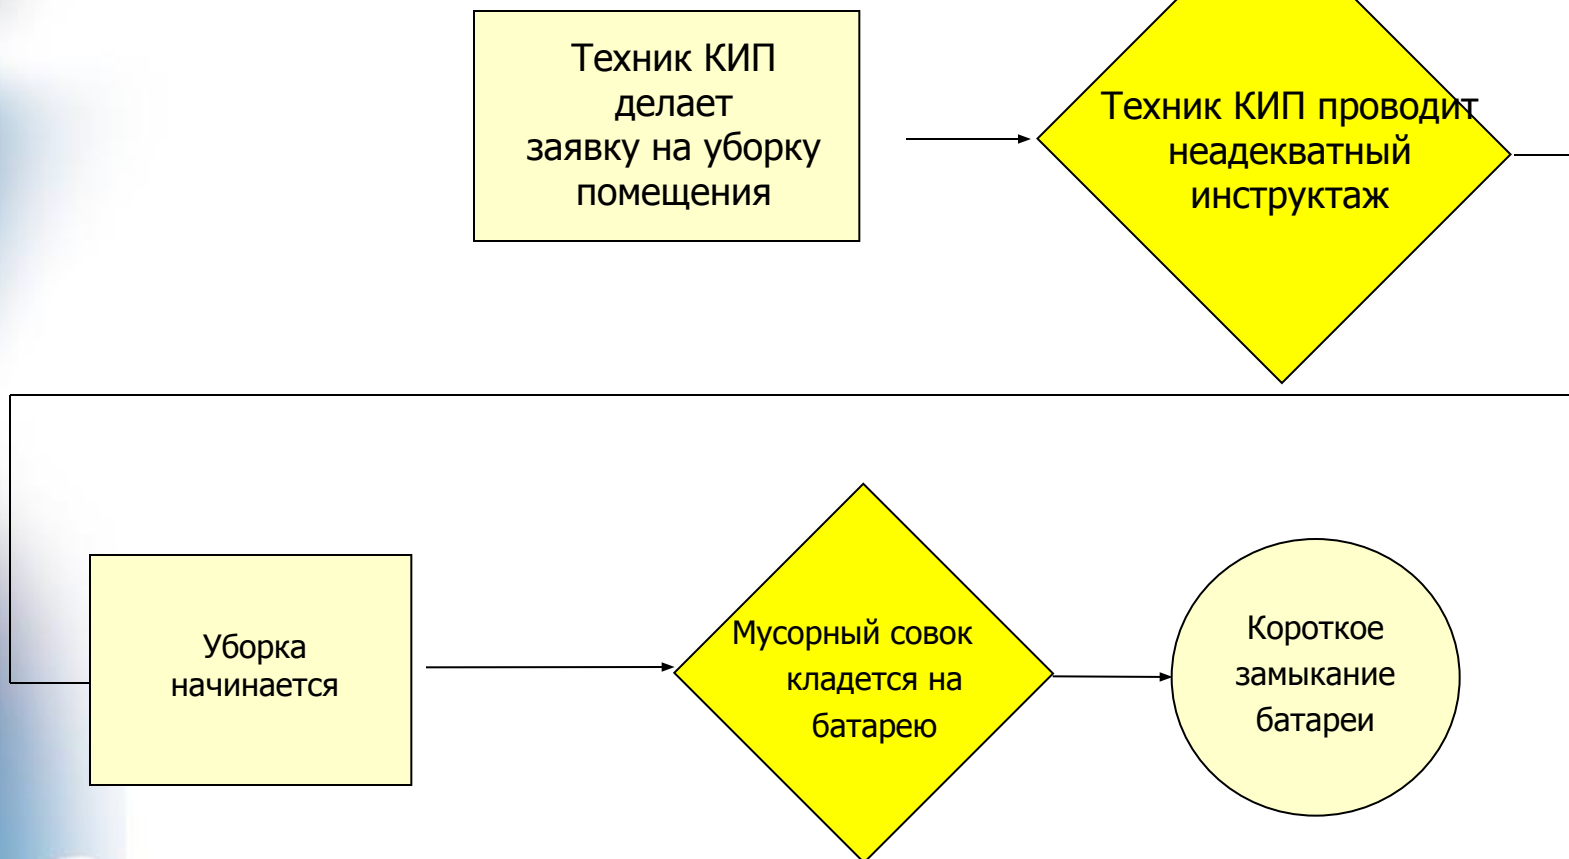 Техник КИП
делает
заявку на уборку
помещения
Техник КИП проводит
неадекватный
инструктаж
Уборка
начинается
Мусорный совок
кладется на
батарею
Короткое
замыкание
батареи